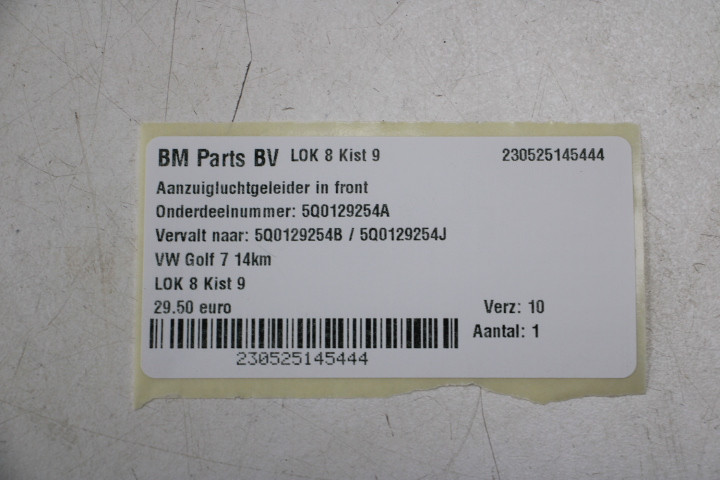 BM Parts BV LOK 8 Kist 9 230525145444
Aanzuigluchtgeleider in front
Onderdeelnummer: 5Q0129254A
Vervalt naar: 5Q0129254B / 5Q0129254J
VW Golf 7 14km
LOK 8 Kist 9
29.50 euro Verz: 10
Aantal: 1
230525145444